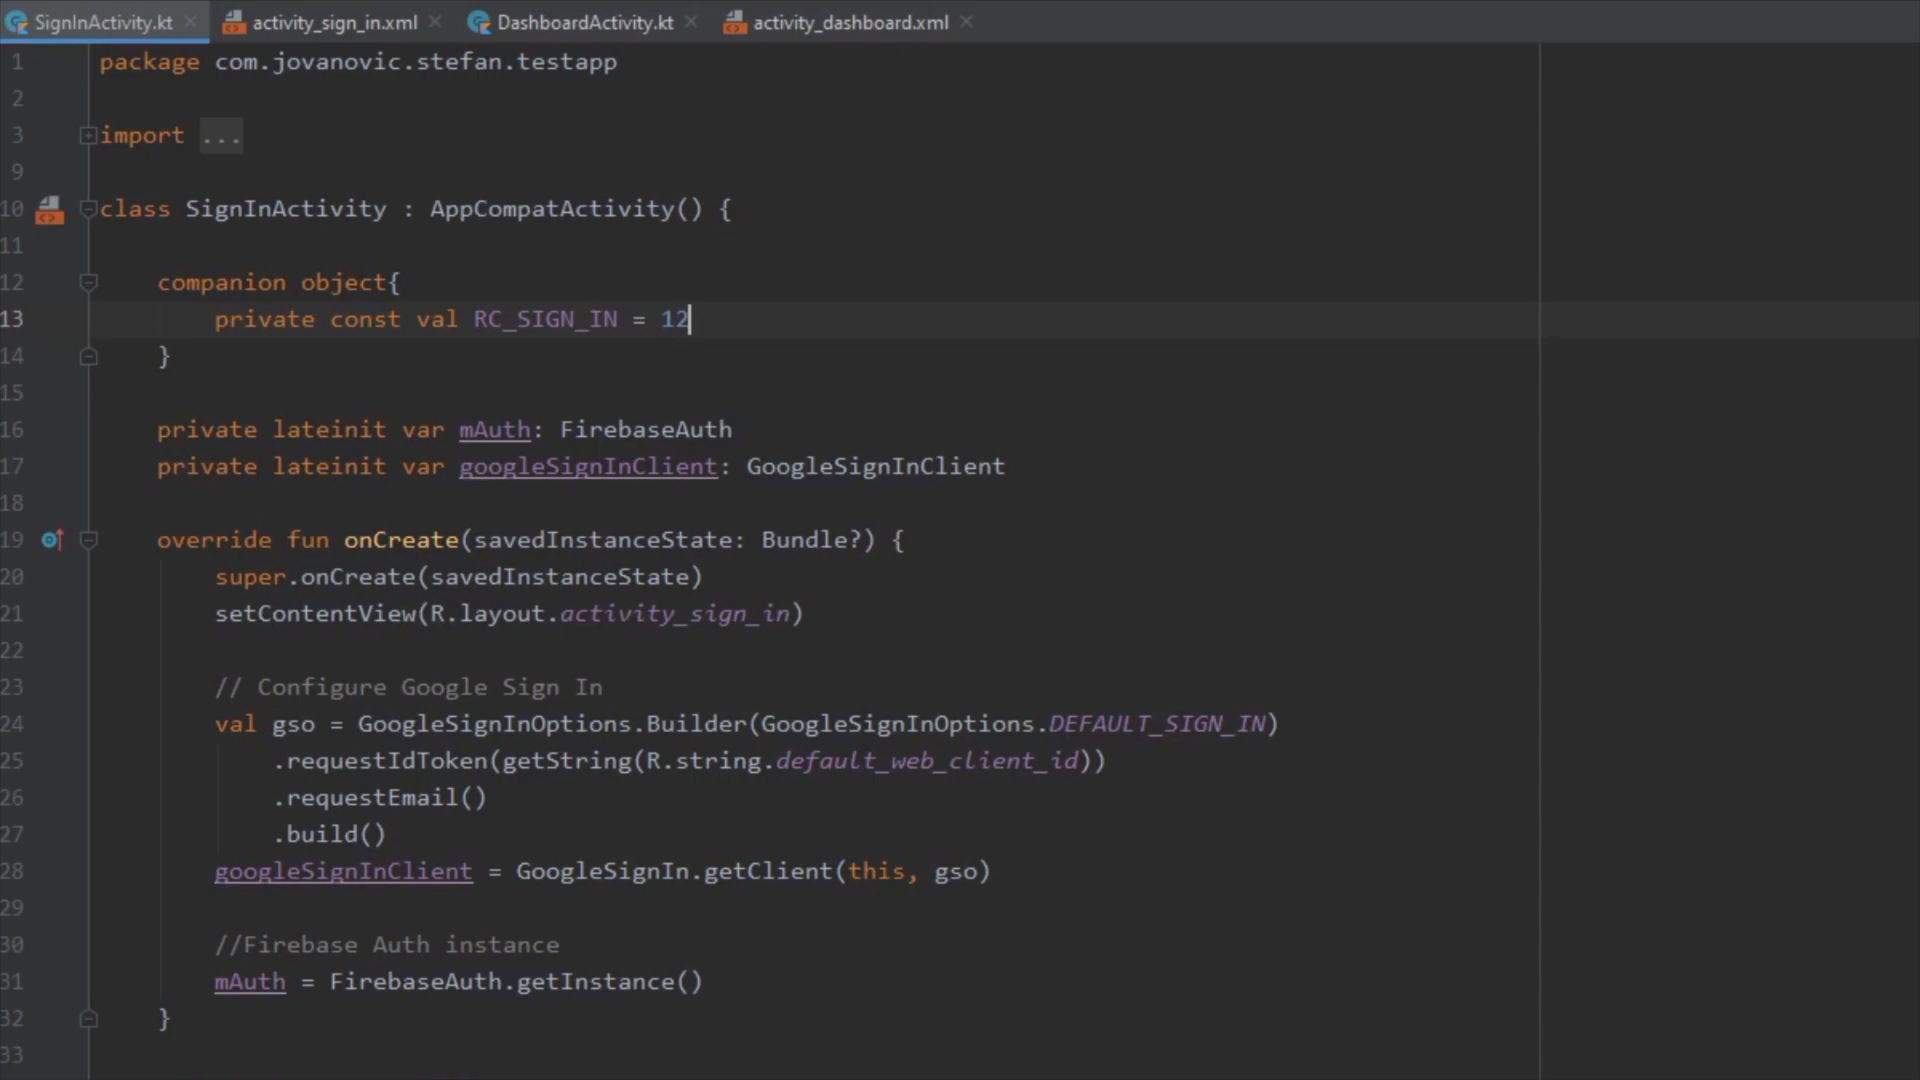 SignInActivity.kt activity_sign_in.xml DashboardActivity.kt activity_dashboard.xml
1 package com.jovanovic.stefan.testapp
2
3 import ...
9
10 class SignInActivity : AppCompatActivity() {
11
12 companion object{
13 private const val RC_SIGN_IN = 12
14 }
15
16 private lateinit var mAuth: FirebaseAuth
17 private lateinit var googleSignInClient: GoogleSignInClient
18
19 override fun onCreate(savedInstanceState: Bundle?) {
20 super.onCreate(savedInstanceState)
21 setContentView(R.layout.activity_sign_in)
22
23 // Configure Google Sign In
24 val gso = GoogleSignInOptions.Builder(GoogleSignInOptions.DEFAULT_SIGN_IN)
25 .requestIdToken(getString(R.string.default_web_client_id))
26 .requestEmail()
27 .build()
28 googleSignInClient = GoogleSignIn.getClient(this, gso)
29
30 //Firebase Auth instance
31 mAuth = FirebaseAuth.getInstance()
32 }
33